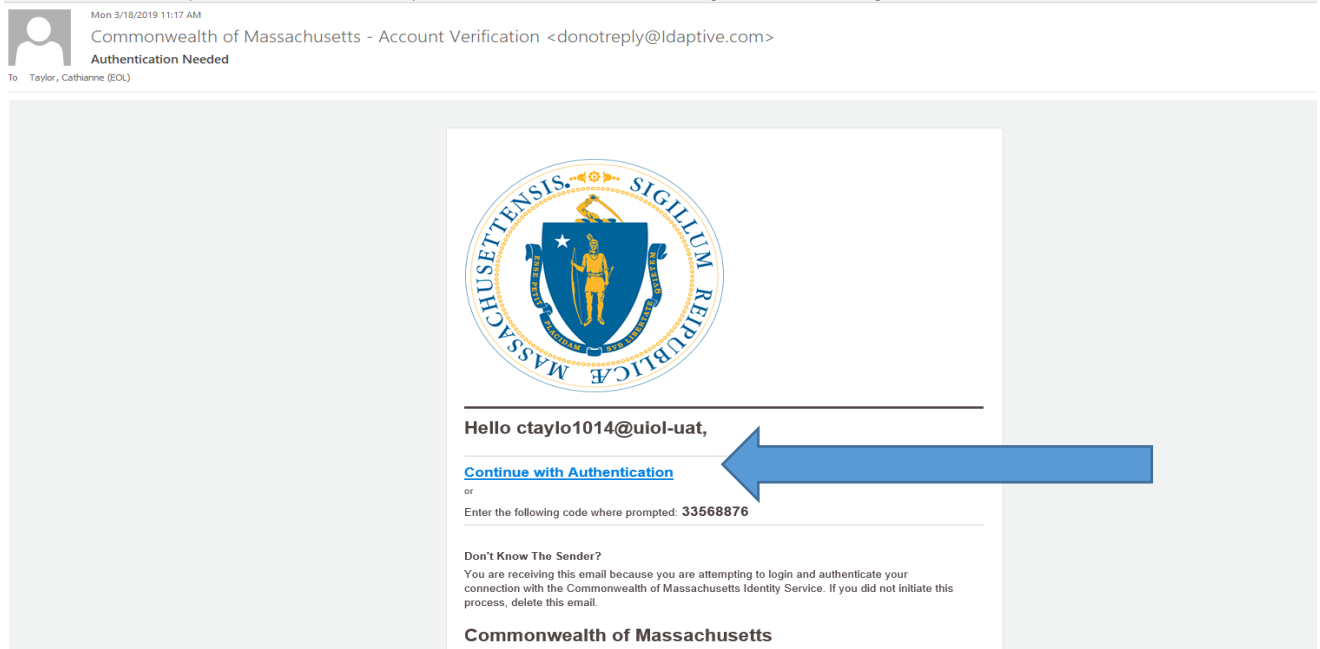 Mon 3/18/2019 11:17 AM
Commonwealth of Massachusetts - Account Verification <donotreply@Idaptive.com>
Authentication Needed
To Taylor, Cathianne (EOL)
MASSACHUSETTENSIS. SIGILLUM REIPUBLICÆ
ENSE PETIT PLACIDAM SVB LIBERTATE QVIETEM
Hello ctaylo1014@uiol-uat,
Continue with Authentication
or
Enter the following code where prompted: 33568876
Don't Know The Sender?
You are receiving this email because you are attempting to login and authenticate your
connection with the Commonwealth of Massachusetts Identity Service. If you did not initiate this
process, delete this email.
Commonwealth of Massachusetts